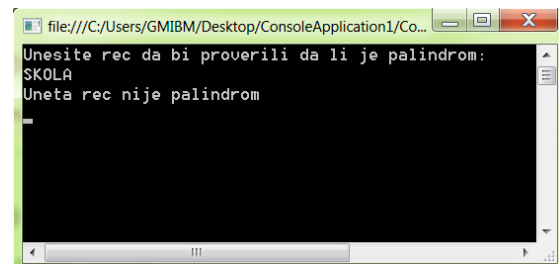 file:///C:/Users/GMIBM/Desktop/ConsoleApplication1/Co...
Unesite rec da bi proverili da li je palindrom:
SKOLA
Uneta rec nije palindrom